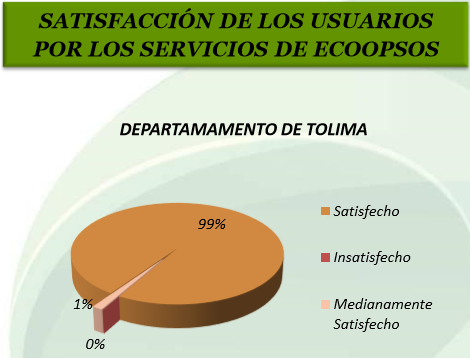 SATISFACCIÓN DE LOS USUARIOS
POR LOS SERVICIOS DE ECOOPSOS
DEPARTAMAMENTO DE TOLIMA
99%
Satisfecho
Insatisfecho
1%
Medianamente
Satisfecho
0%